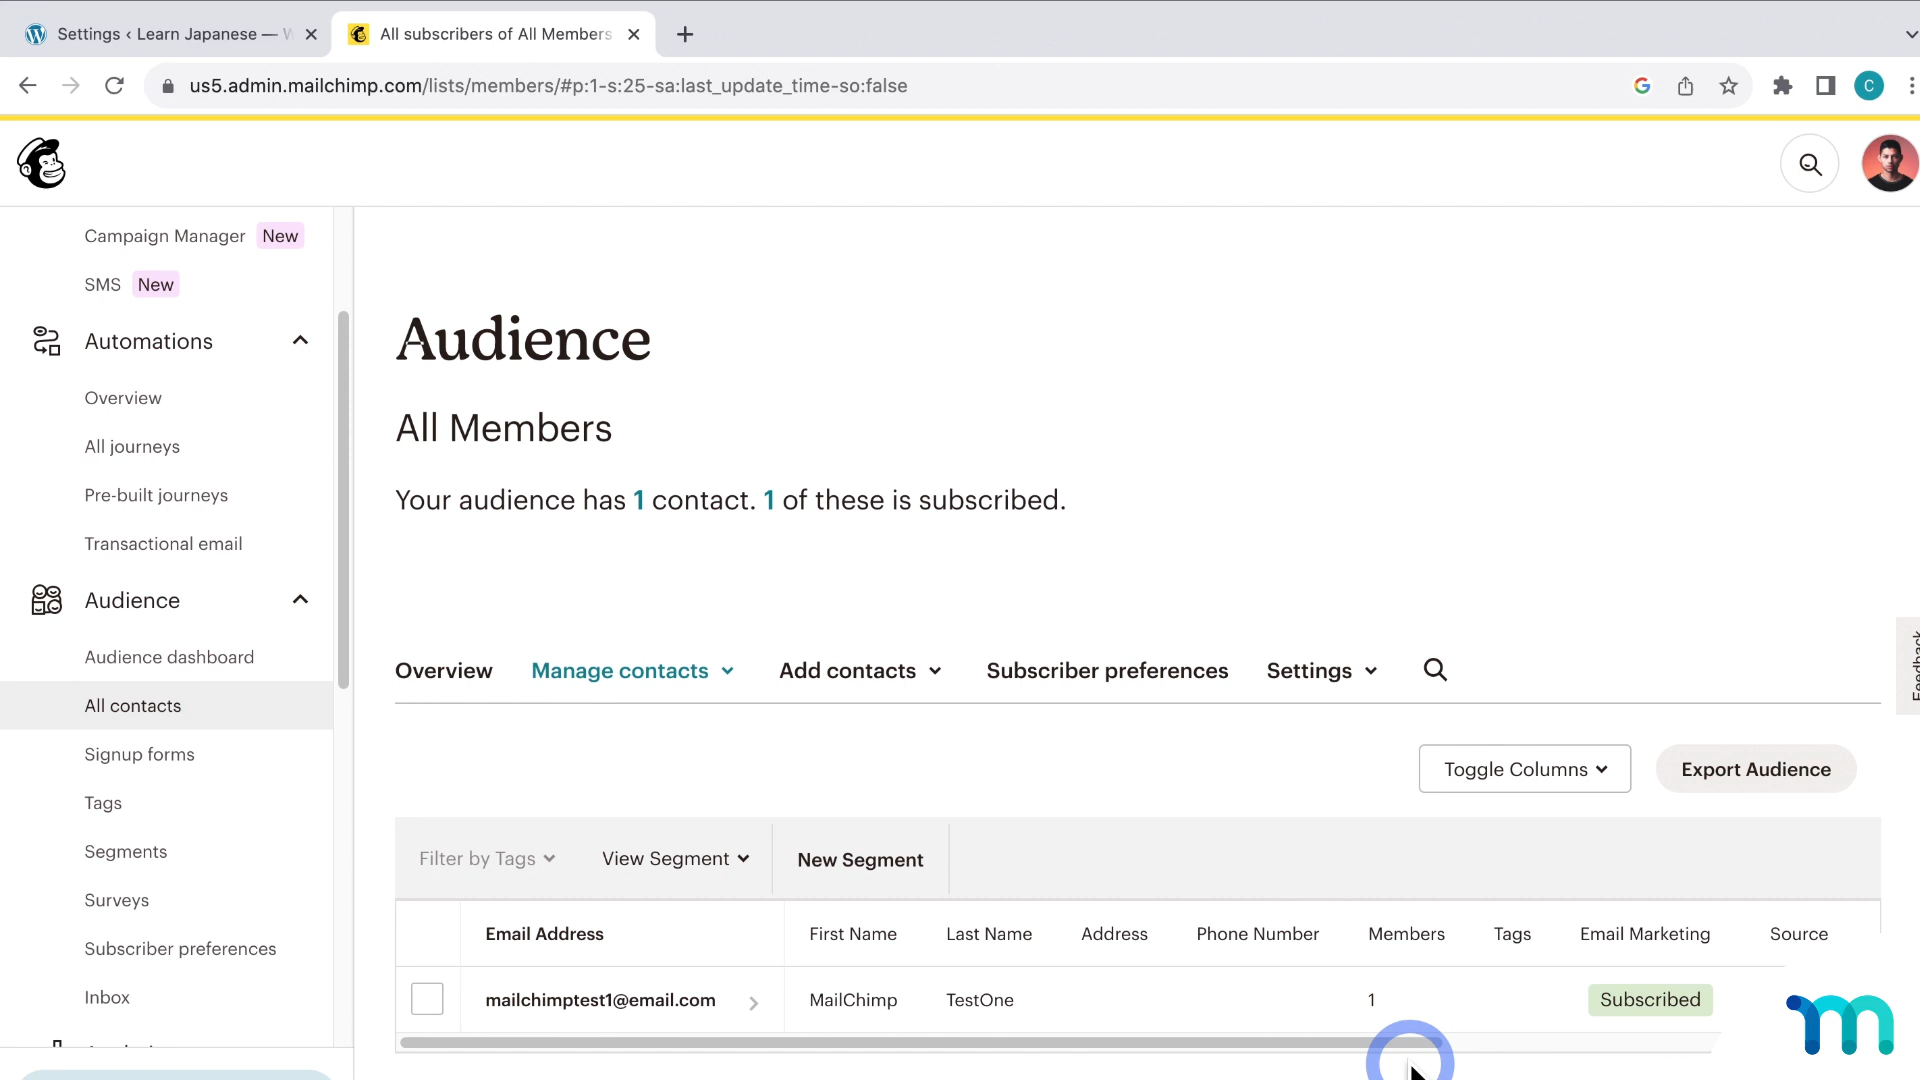 Settings ‹ Learn Japanese —
All subscribers of All Members
us5.admin.mailchimp.com/lists/members/#p:1-s:25-sa:last_update_time-so:false
C
Campaign Manager New
SMS New
Automations
Overview
All journeys
Pre-built journeys
Transactional email
Audience
Audience dashboard
All contacts
Signup forms
Tags
Segments
Surveys
Subscriber preferences
Inbox
Audience
All Members
Your audience has 1 contact. 1 of these is subscribed.
Overview Manage contacts Add contacts Subscriber preferences Settings
Feedback
Toggle Columns Export Audience
Filter by Tags View Segment New Segment
Email Address First Name Last Name Address Phone Number Members Tags Email Marketing Source
mailchimptest1@email.com MailChimp TestOne 1 Subscribed
m